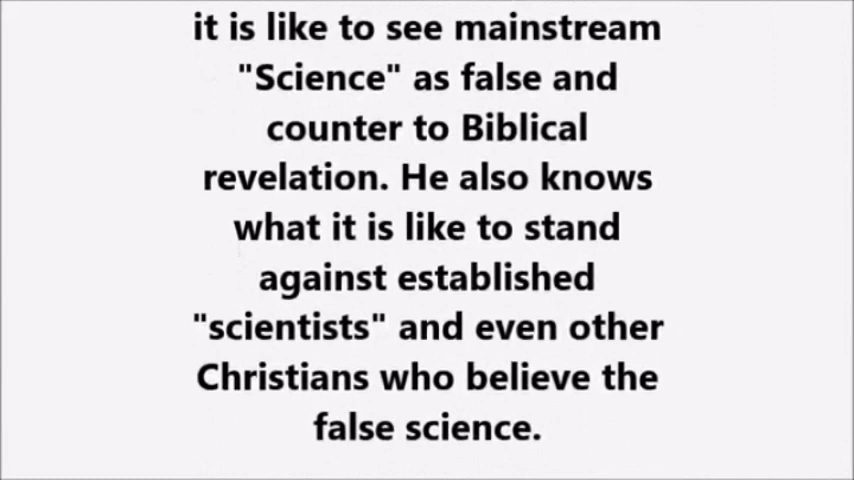 it is like to see mainstream
"Science" as false and
counter to Biblical
revelation. He also knows
what it is like to stand
against established
"scientists" and even other
Christians who believe the
false science.